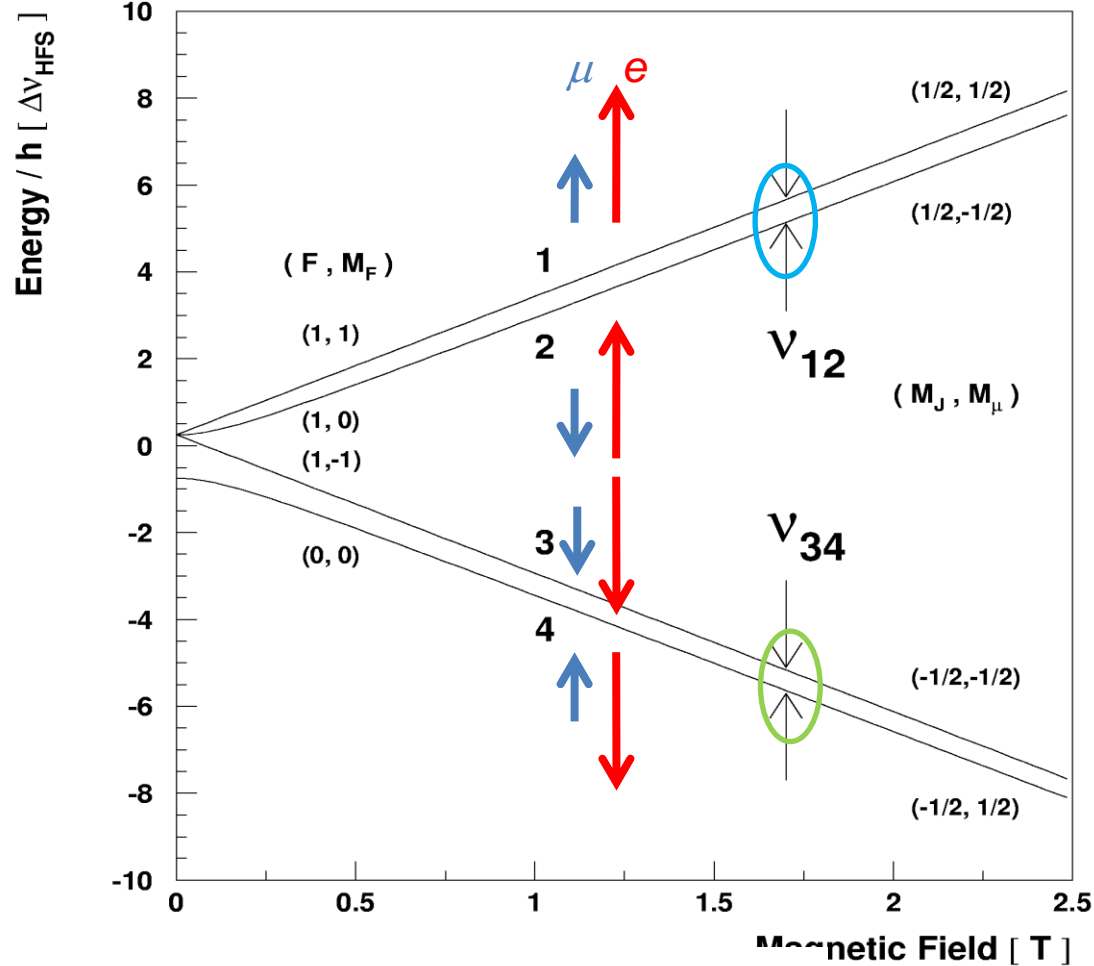 Energy / h [ Δν_HFS ]
10
8
6
4
2
0
-2
-4
-6
-8
-10
μ e
(1/2, 1/2)
(1/2,-1/2)
1
( F , M_F )
(1, 1)
2
ν_12
( M_J , M_μ )
(1, 0)
(1,-1)
3
ν_34
(0, 0)
4
(-1/2,-1/2)
(-1/2, 1/2)
0 0.5 1 1.5 2 2.5
Magnetic Field [ T ]